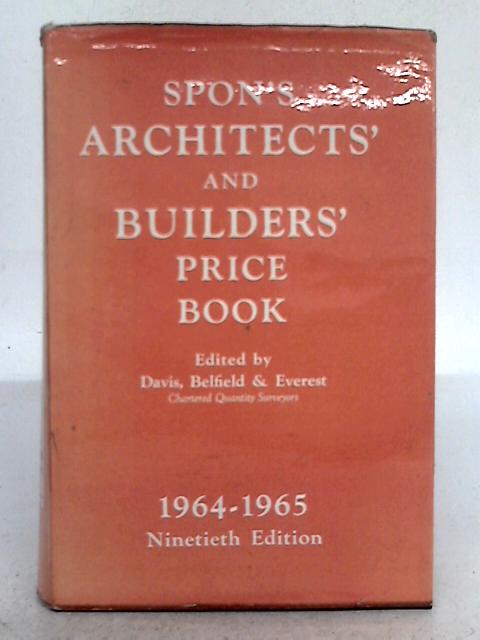 SPON'S
ARCHITECTS'
AND
BUILDERS'
PRICE
BOOK
Edited by
Davis, Belfield & Everest
Chartered Quantity Surveyors
1964-1965
Ninetieth Edition